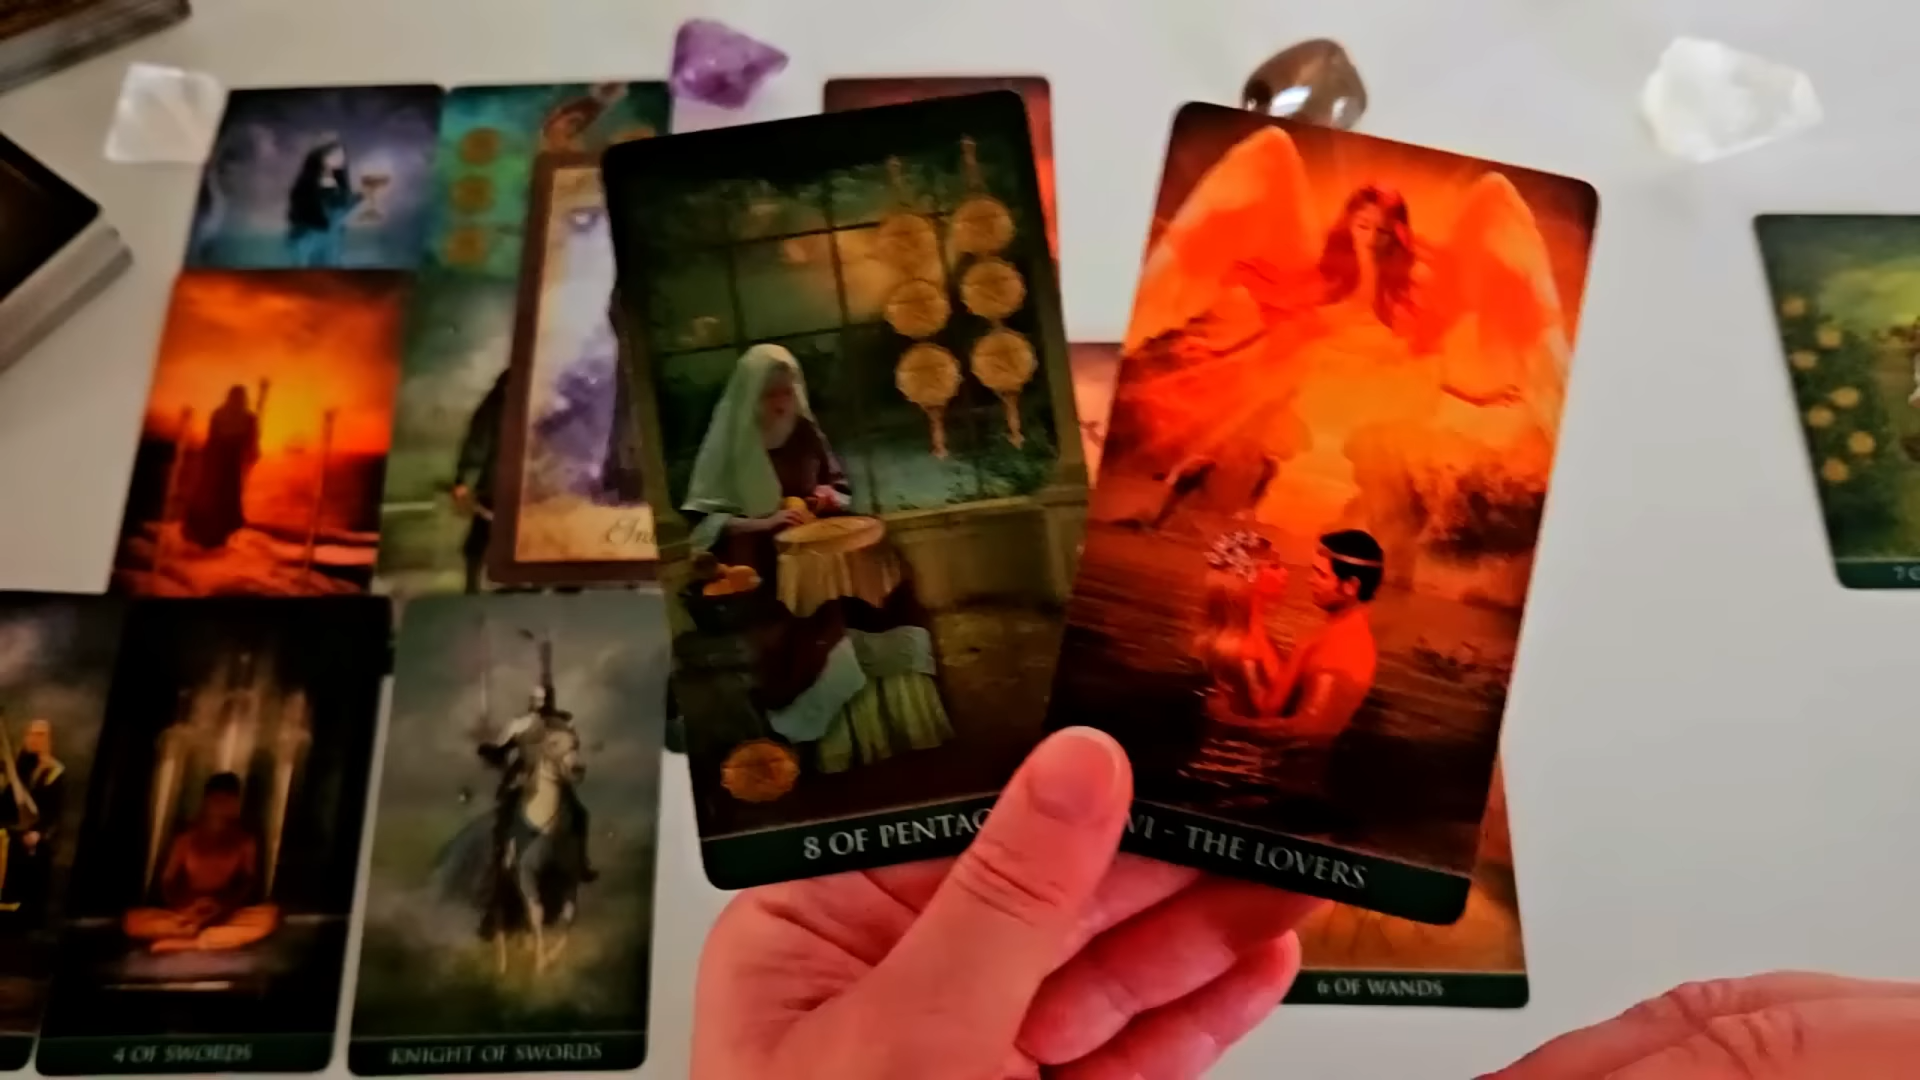 8 OF PENTAC
VI - THE LOVERS
6 OF WANDS
4 OF SWORDS
KNIGHT OF SWORDS